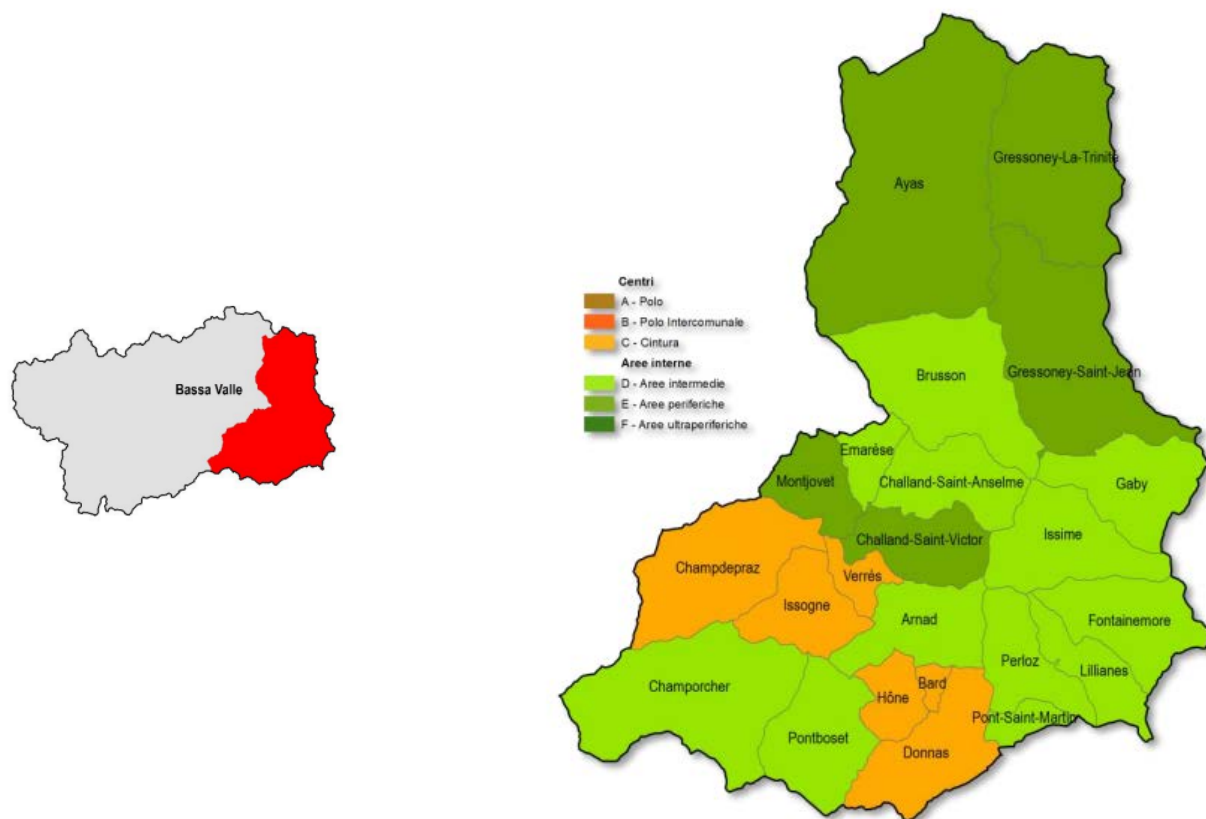 Bassa Valle
Centri
A - Polo
B - Polo Intercomunale
C - Cintura
Aree interne
D - Aree intermedie
E - Aree periferiche
F - Aree ultraperiferiche
Gressoney-La-Trinité
Ayas
Gressoney-Saint-Jean
Brusson
Emarése
Challand-Saint-Anselme
Gaby
Montjovet
Challand-Saint-Victor
Issime
Champdepraz
Verrés
Issogne
Arnad
Fontainemore
Perloz
Lillianes
Champorcher
Hône
Bard
Pont-Saint-Martin
Pontboset
Donnas